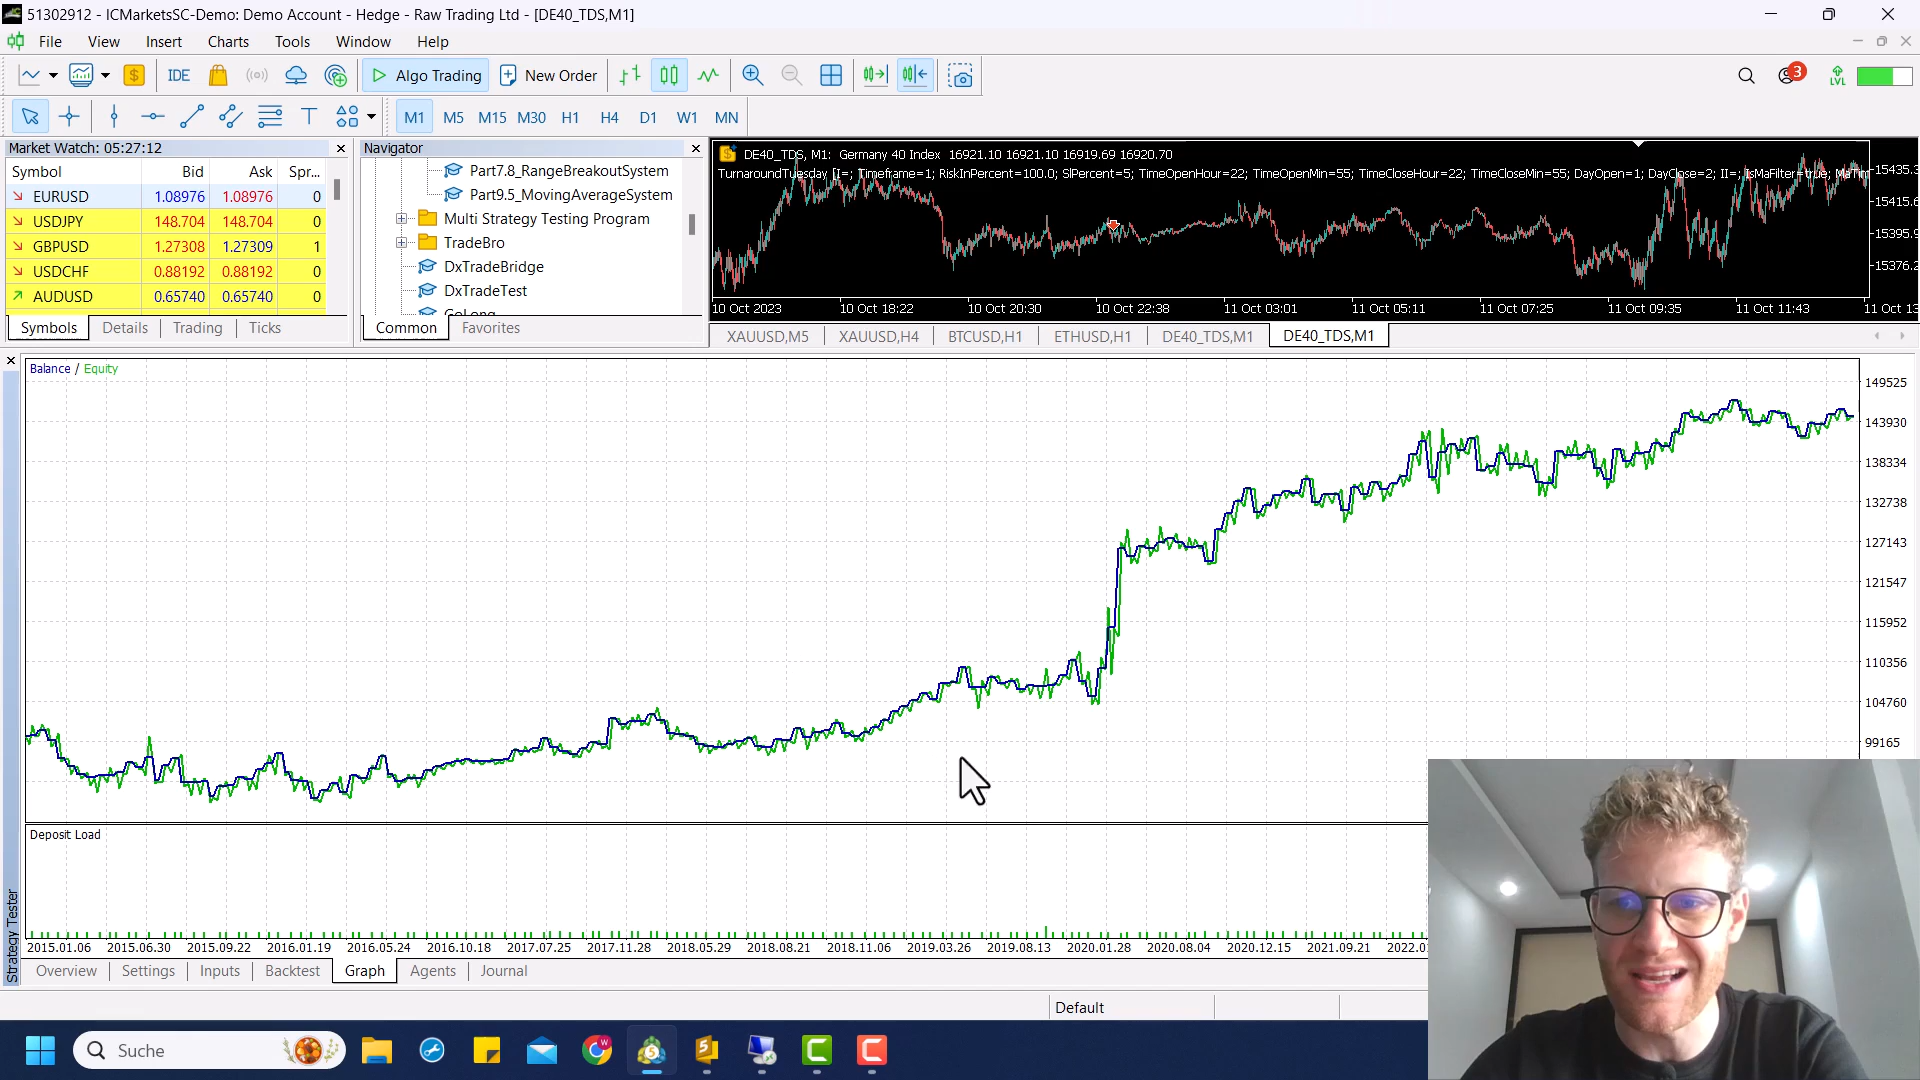 51302912 - ICMarketsSC-Demo: Demo Account - Hedge - Raw Trading Ltd - [DE40_TDS,M1]
File View Insert Charts Tools Window Help
IDE Algo Trading New Order 3 LVL
M1 M5 M15 M30 H1 H4 D1 W1 MN
Market Watch: 05:27:12
Symbol Bid Ask Spr...
EURUSD 1.08976 1.08976 0
USDJPY 148.704 148.704 0
GBPUSD 1.27308 1.27309 1
USDCHF 0.88192 0.88192 0
AUDUSD 0.65740 0.65740 0
Symbols Details Trading Ticks
Navigator
Part7.8_RangeBreakoutSystem
Part9.5_MovingAverageSystem
Multi Strategy Testing Program
TradeBro
DxTradeBridge
DxTradeTest
GoLong
Common Favorites
DE40_TDS, M1: Germany 40 Index 16921.10 16921.10 16919.69 16920.70
TurnaroundTuesday [I=; Timeframe=1; RiskInPercent=100.0; SlPercent=5; TimeOpenHour=22; TimeOpenMin=55; TimeCloseHour=22; TimeCloseMin=55; DayOpen=1; DayClose=2; II=; IsMaFilter=true;
15435.3
15415.6
15395.9
15376.2
10 Oct 2023 10 Oct 18:22 10 Oct 20:30 10 Oct 22:38 11 Oct 03:01 11 Oct 05:11 11 Oct 07:25 11 Oct 09:35 11 Oct 11:43 11 Oct 13
XAUUSD,M5 XAUUSD,H4 BTCUSD,H1 ETHUSD,H1 DE40_TDS,M1 DE40_TDS,M1
Balance / Equity
149525
143930
138334
132738
127143
121547
115952
110356
104760
99165
Deposit Load
2015.01.06 2015.06.30 2015.09.22 2016.01.19 2016.05.24 2016.10.18 2017.07.25 2017.11.28 2018.05.29 2018.08.21 2018.11.06 2019.03.26 2019.08.13 2020.01.28 2020.08.04 2020.12.15 2021.09.21 2022.0
Strategy Tester
Overview Settings Inputs Backtest Graph Agents Journal
Default
Suche